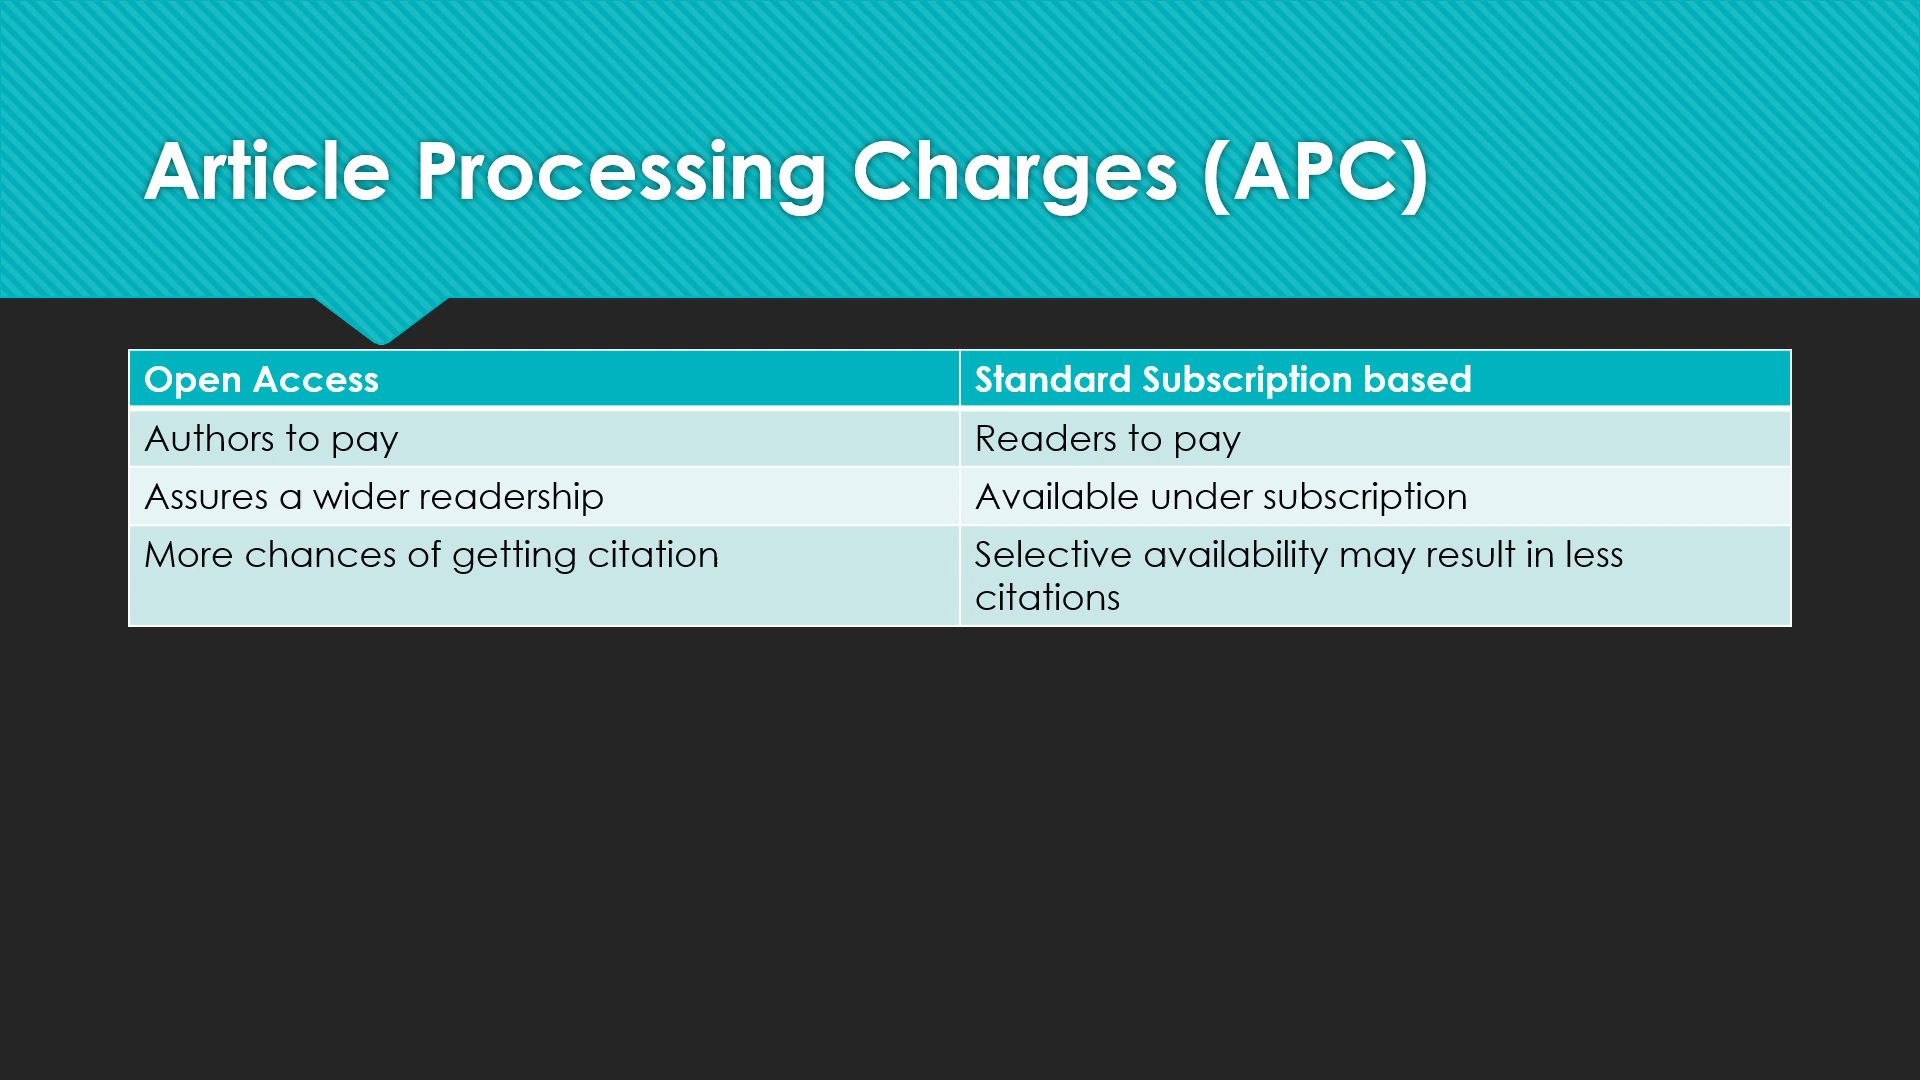 Article Processing Charges (APC)
Open Access
Standard Subscription based
Authors to pay
Readers to pay
Assures a wider readership
Available under subscription
More chances of getting citation
Selective availability may result in less
citations